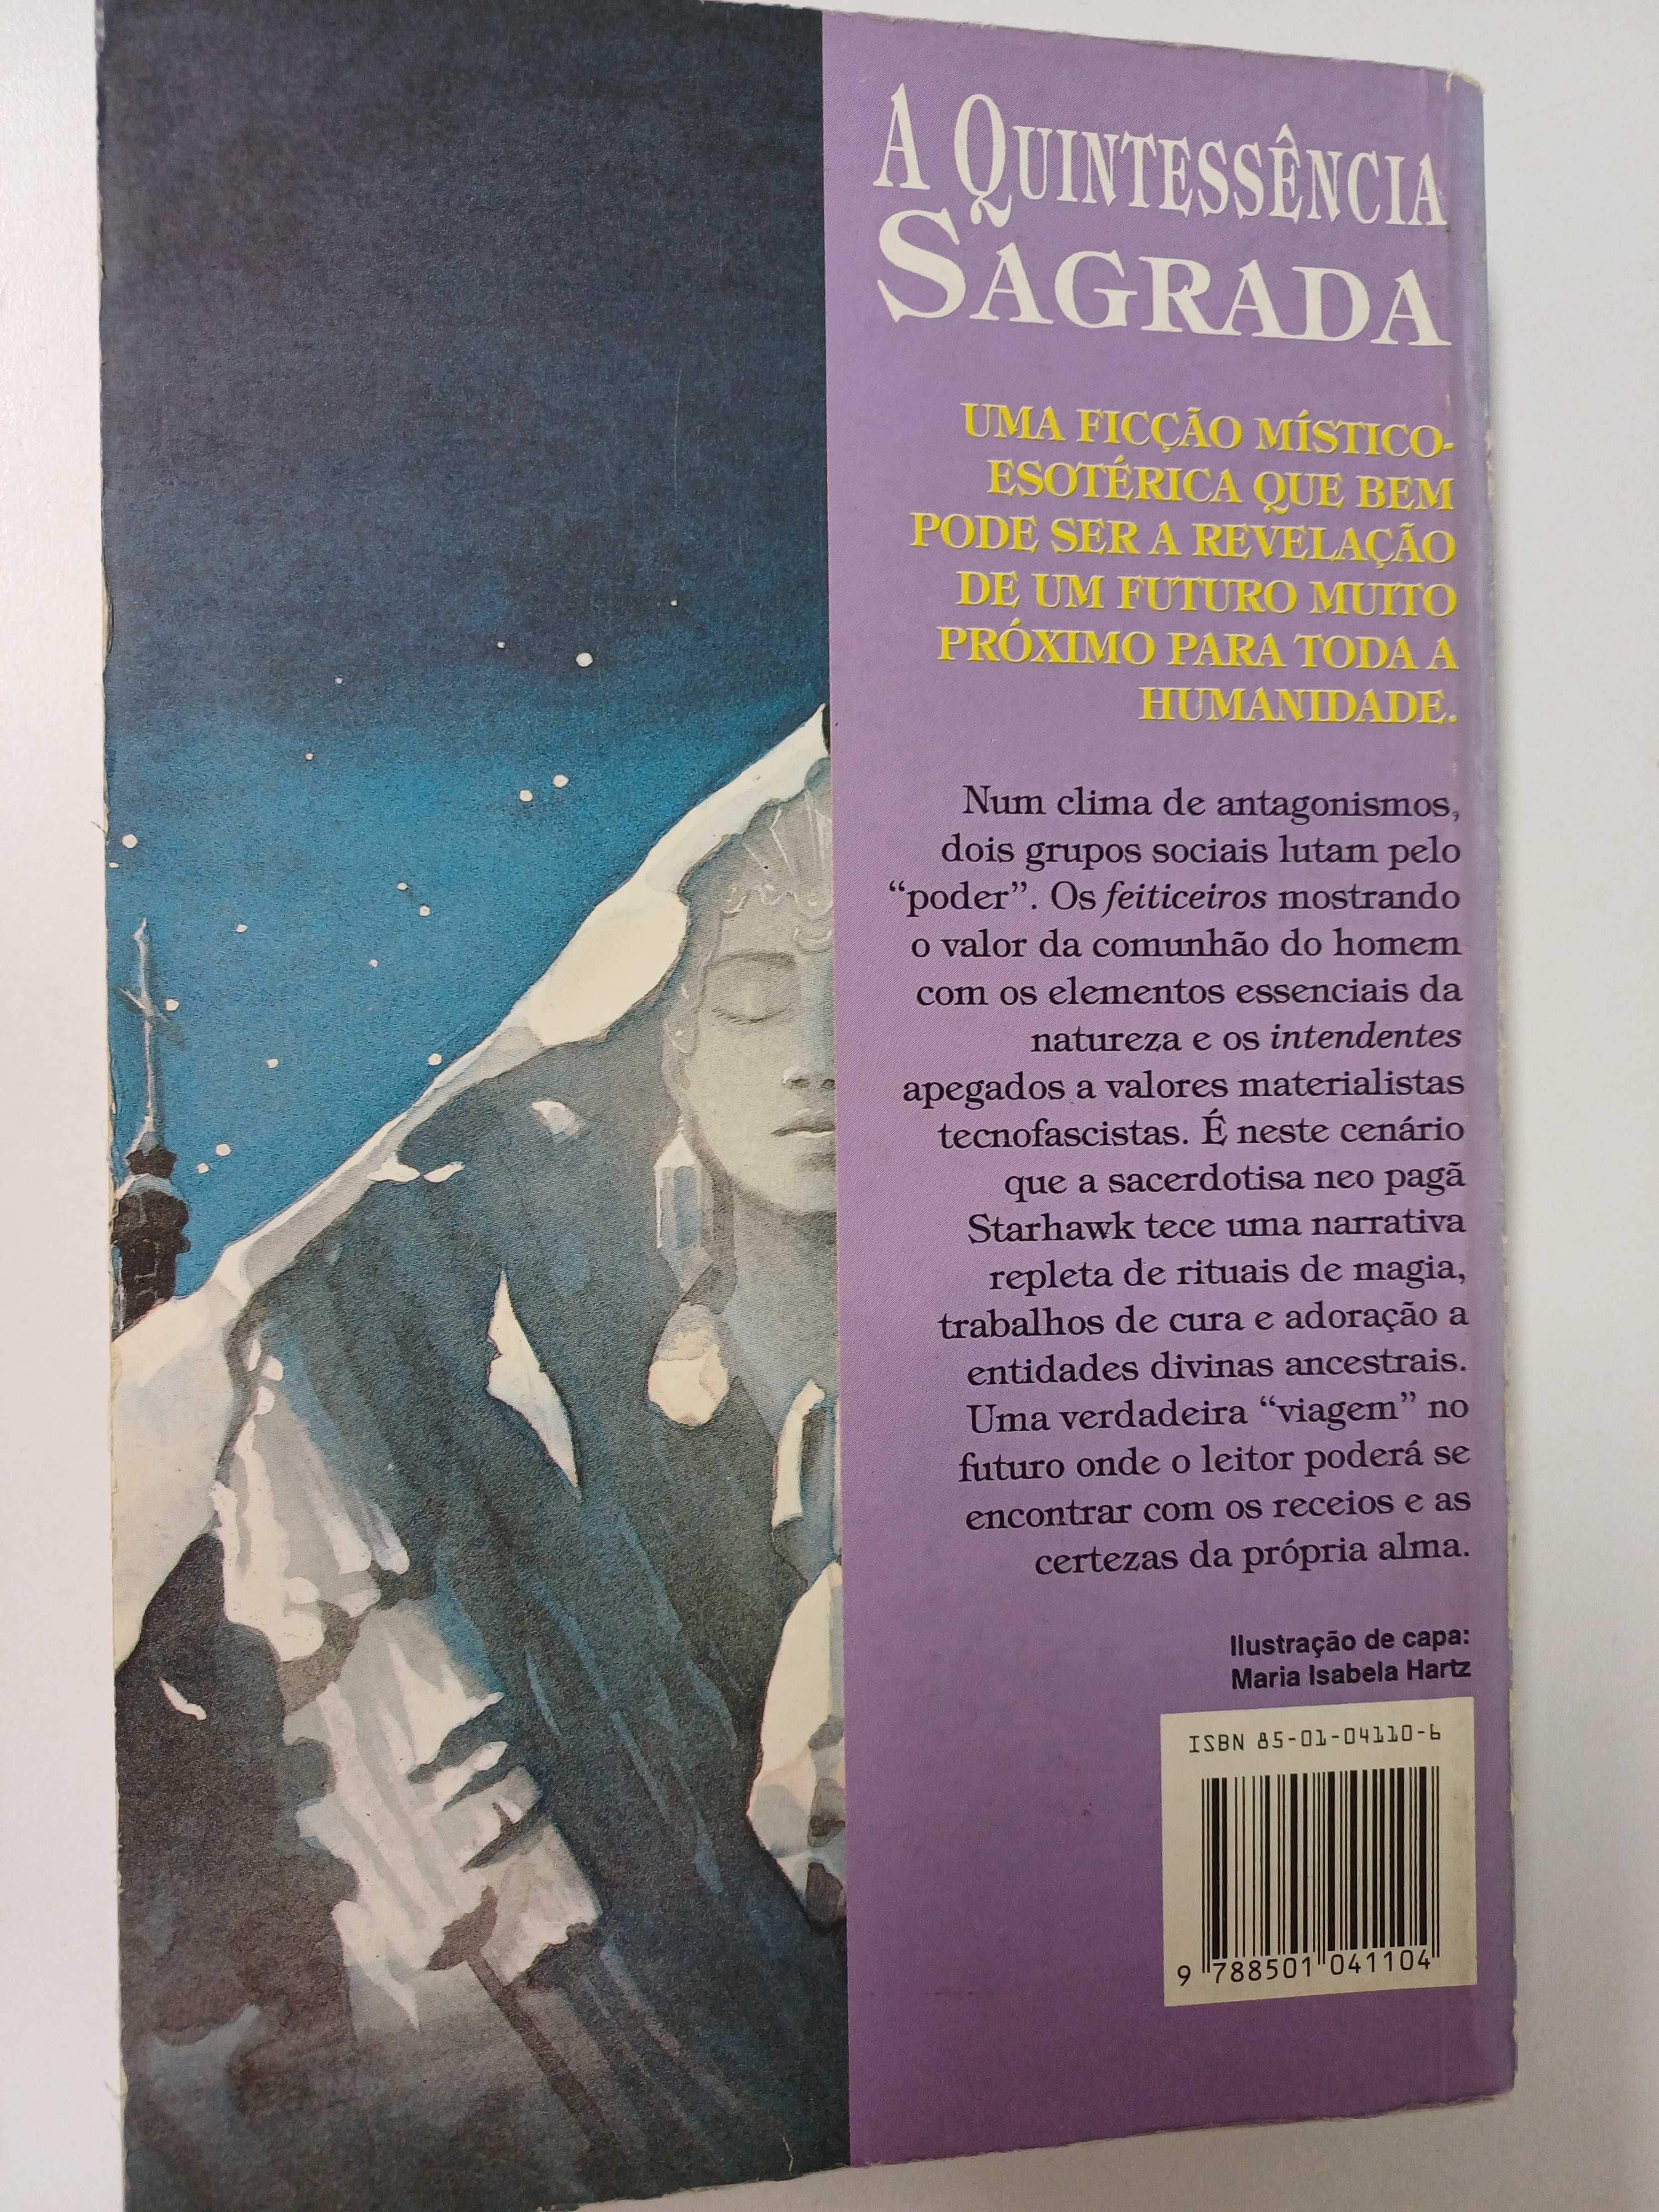 A QUINTESSÊNCIA
SAGRADA
UMA FICÇÃO MÍSTICO-
ESOTÉRICA QUE BEM
PODE SER A REVELAÇÃO
DE UM FUTURO MUITO
PRÓXIMO PARA TODA A
HUMANIDADE.
Num clima de antagonismos,
dois grupos sociais lutam pelo
“poder”. Os feiticeiros mostrando
o valor da comunhão do homem
com os elementos essenciais da
natureza e os intendentes
apegados a valores materialistas
tecnofascistas. É neste cenário
que a sacerdotisa neo pagã
Starhawk tece uma narrativa
repleta de rituais de magia,
trabalhos de cura e adoração a
entidades divinas ancestrais.
Uma verdadeira “viagem” no
futuro onde o leitor poderá se
encontrar com os receios e as
certezas da própria alma.
Ilustração de capa:
Maria Isabela Hartz
ISBN 85-01-04110-6
9 788501 041104